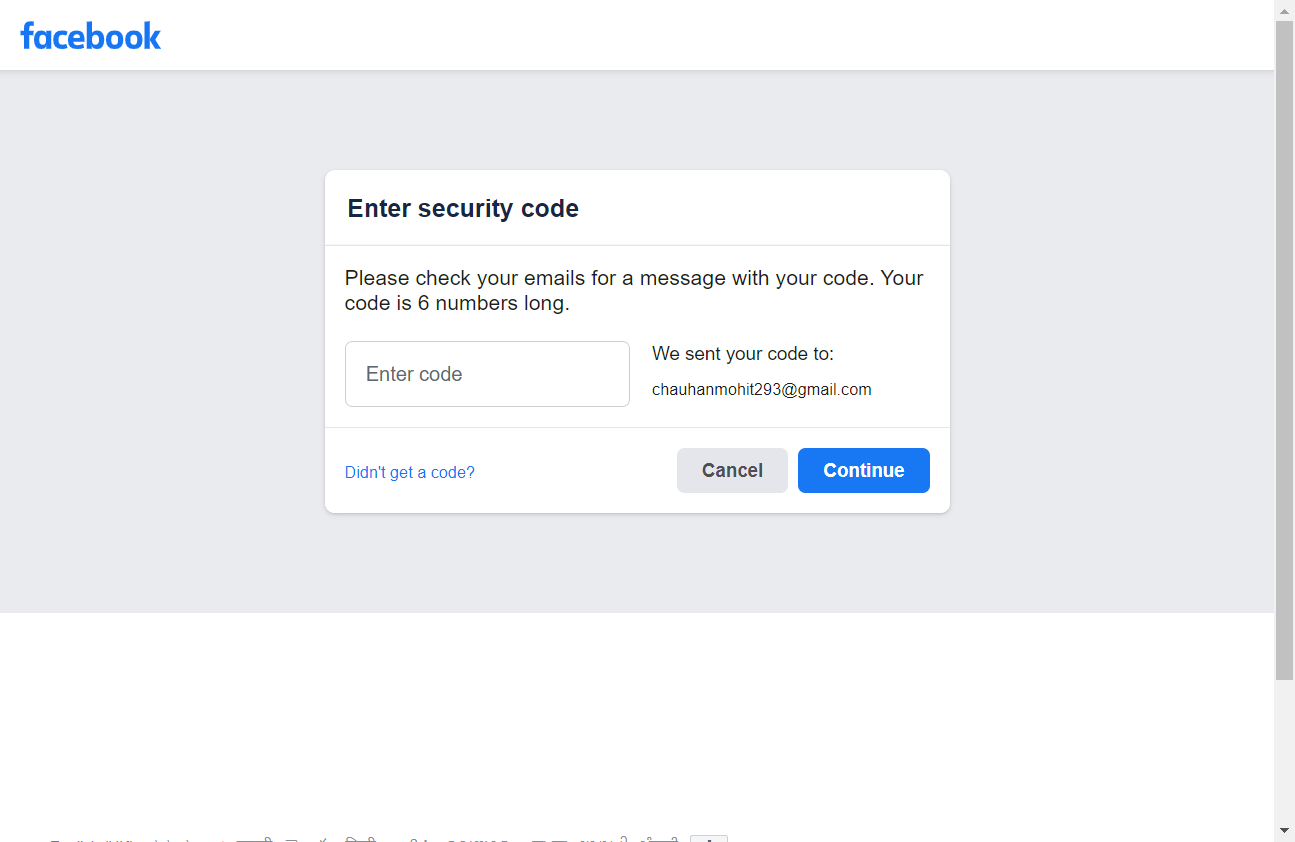 facebook
Enter security code
Please check your emails for a message with your code. Your
code is 6 numbers long.
Enter code
We sent your code to:
chauhanmohit293@gmail.com
Didn't get a code?
Cancel
Continue